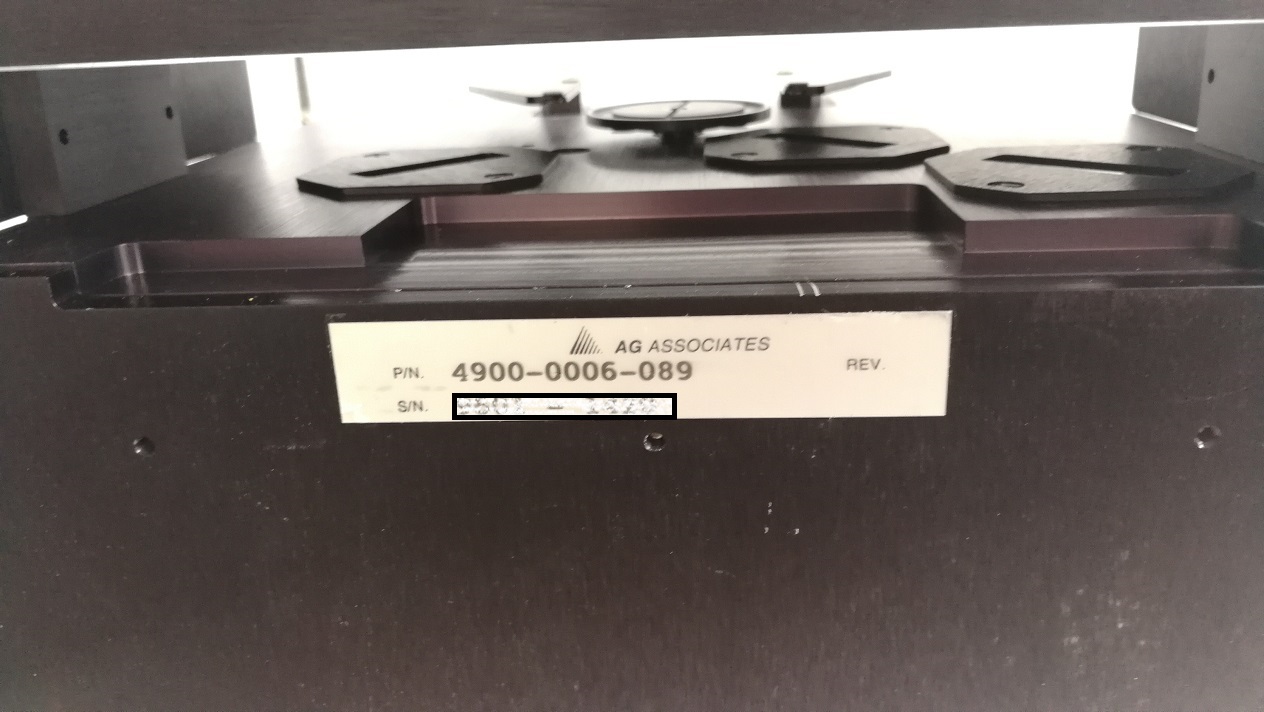 AG ASSOCIATES
P/N. 4900-0006-089 REV.
S/N.